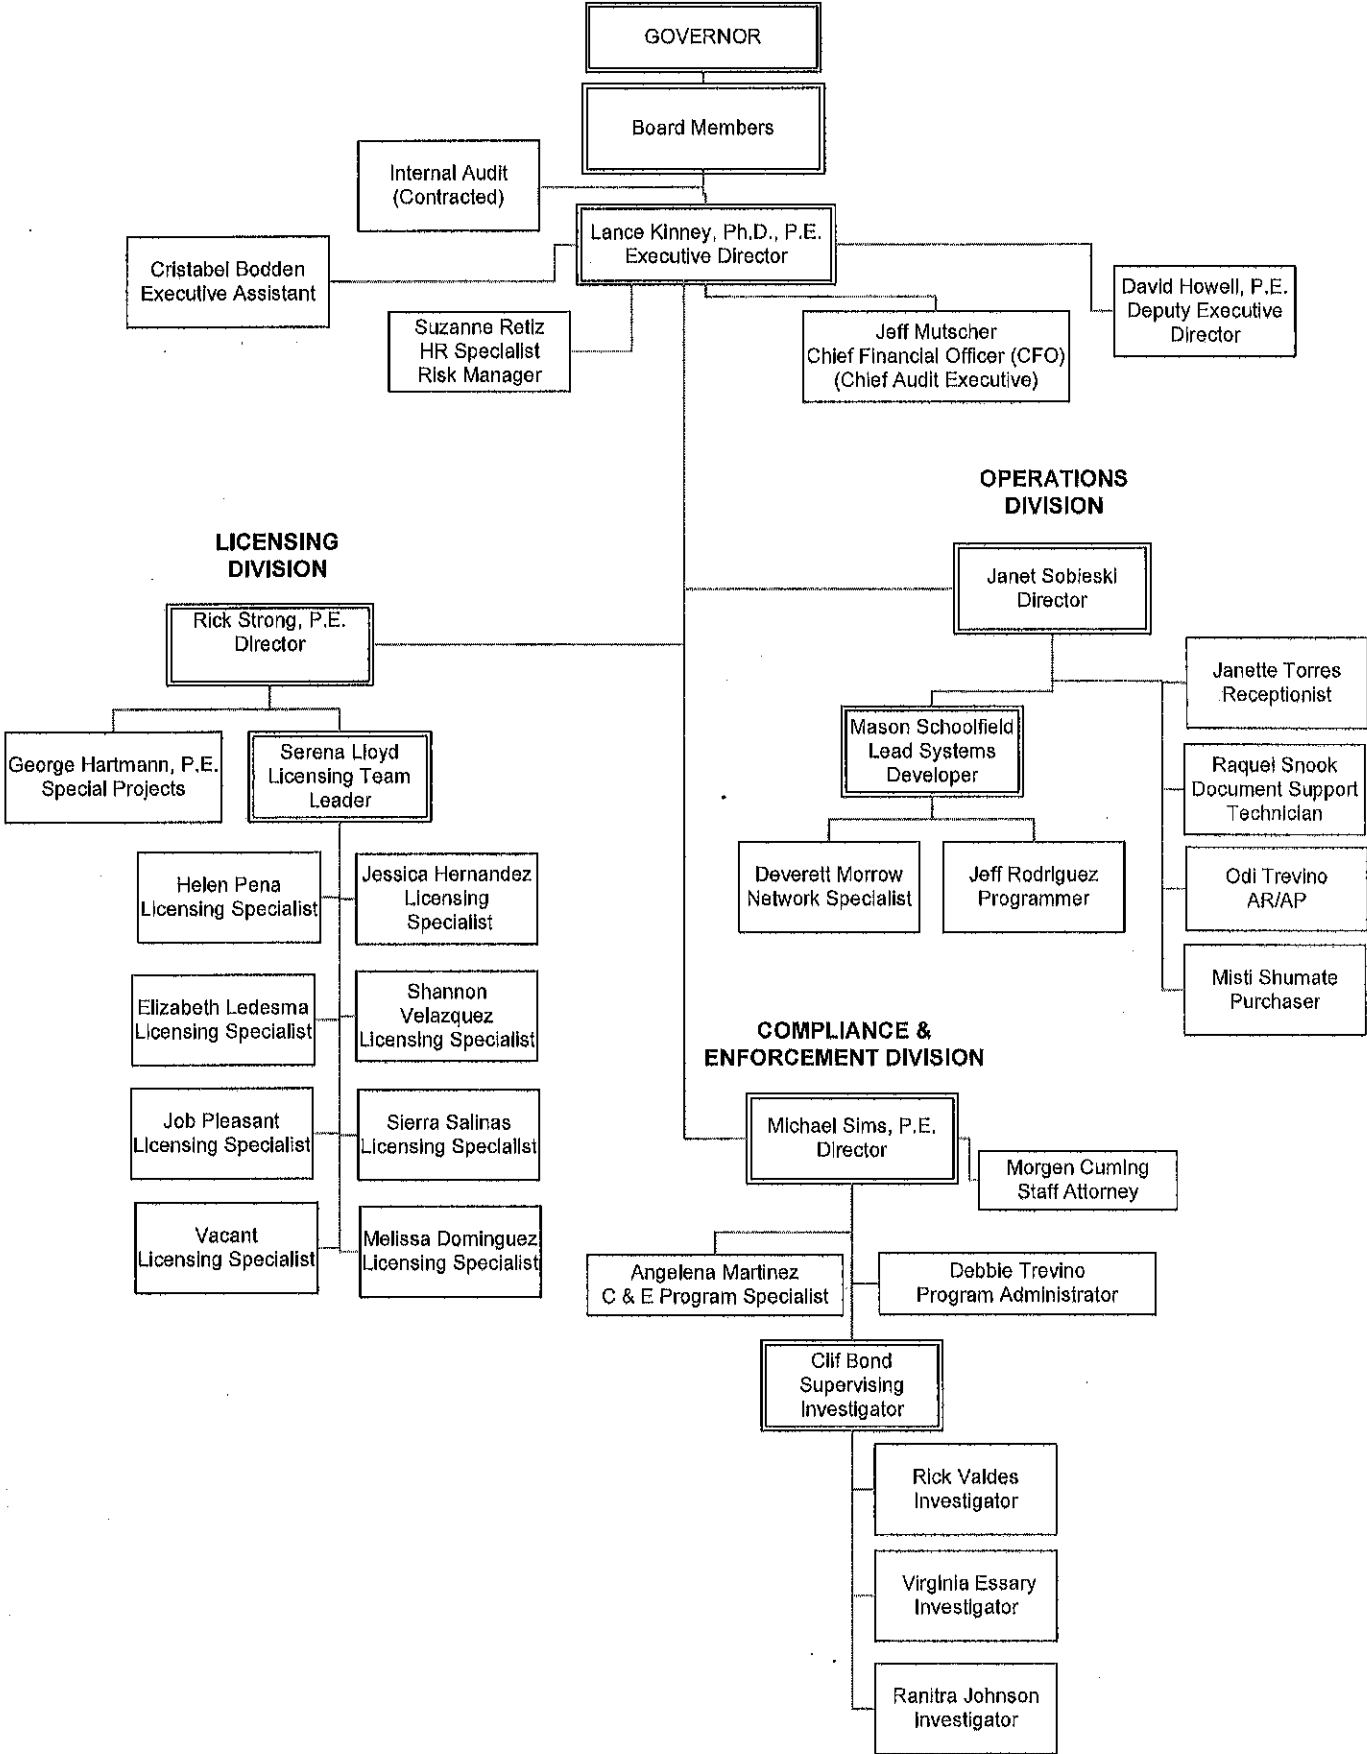 GOVERNOR
Board Members
Internal Audit
(Contracted)
Lance Kinney, Ph.D., P.E.
Executive Director
Cristabel Bodden
Executive Assistant
David Howell, P.E.
Deputy Executive
Director
Suzanne Retiz
HR Specialist
Risk Manager
Jeff Mutscher
Chief Financial Officer (CFO)
(Chief Audit Executive)
OPERATIONS
DIVISION
LICENSING
DIVISION
Janet Sobieski
Director
Rick Strong, P.E.
Director
Janette Torres
Receptionist
Mason Schoolfield
Lead Systems
Developer
George Hartmann, P.E.
Special Projects
Serena Lloyd
Licensing Team
Leader
Raquel Snook
Document Support
Technician
Helen Pena
Licensing Specialist
Jessica Hernandez
Licensing
Specialist
Deverett Morrow
Network Specialist
Jeff Rodriguez
Programmer
Odi Trevino
AR/AP
Elizabeth Ledesma
Licensing Specialist
Shannon
Velazquez
Licensing Specialist
Misti Shumate
Purchaser
COMPLIANCE &
ENFORCEMENT DIVISION
Job Pleasant
Licensing Specialist
Sierra Salinas
Licensing Specialist
Michael Sims, P.E.
Director
Morgen Cuming
Staff Attorney
Vacant
Licensing Specialist
Melissa Dominguez
Licensing Specialist
Angelena Martinez
C & E Program Specialist
Debbie Trevino
Program Administrator
Clif Bond
Supervising
Investigator
Rick Valdes
Investigator
Virginia Essary
Investigator
Ranitra Johnson
Investigator